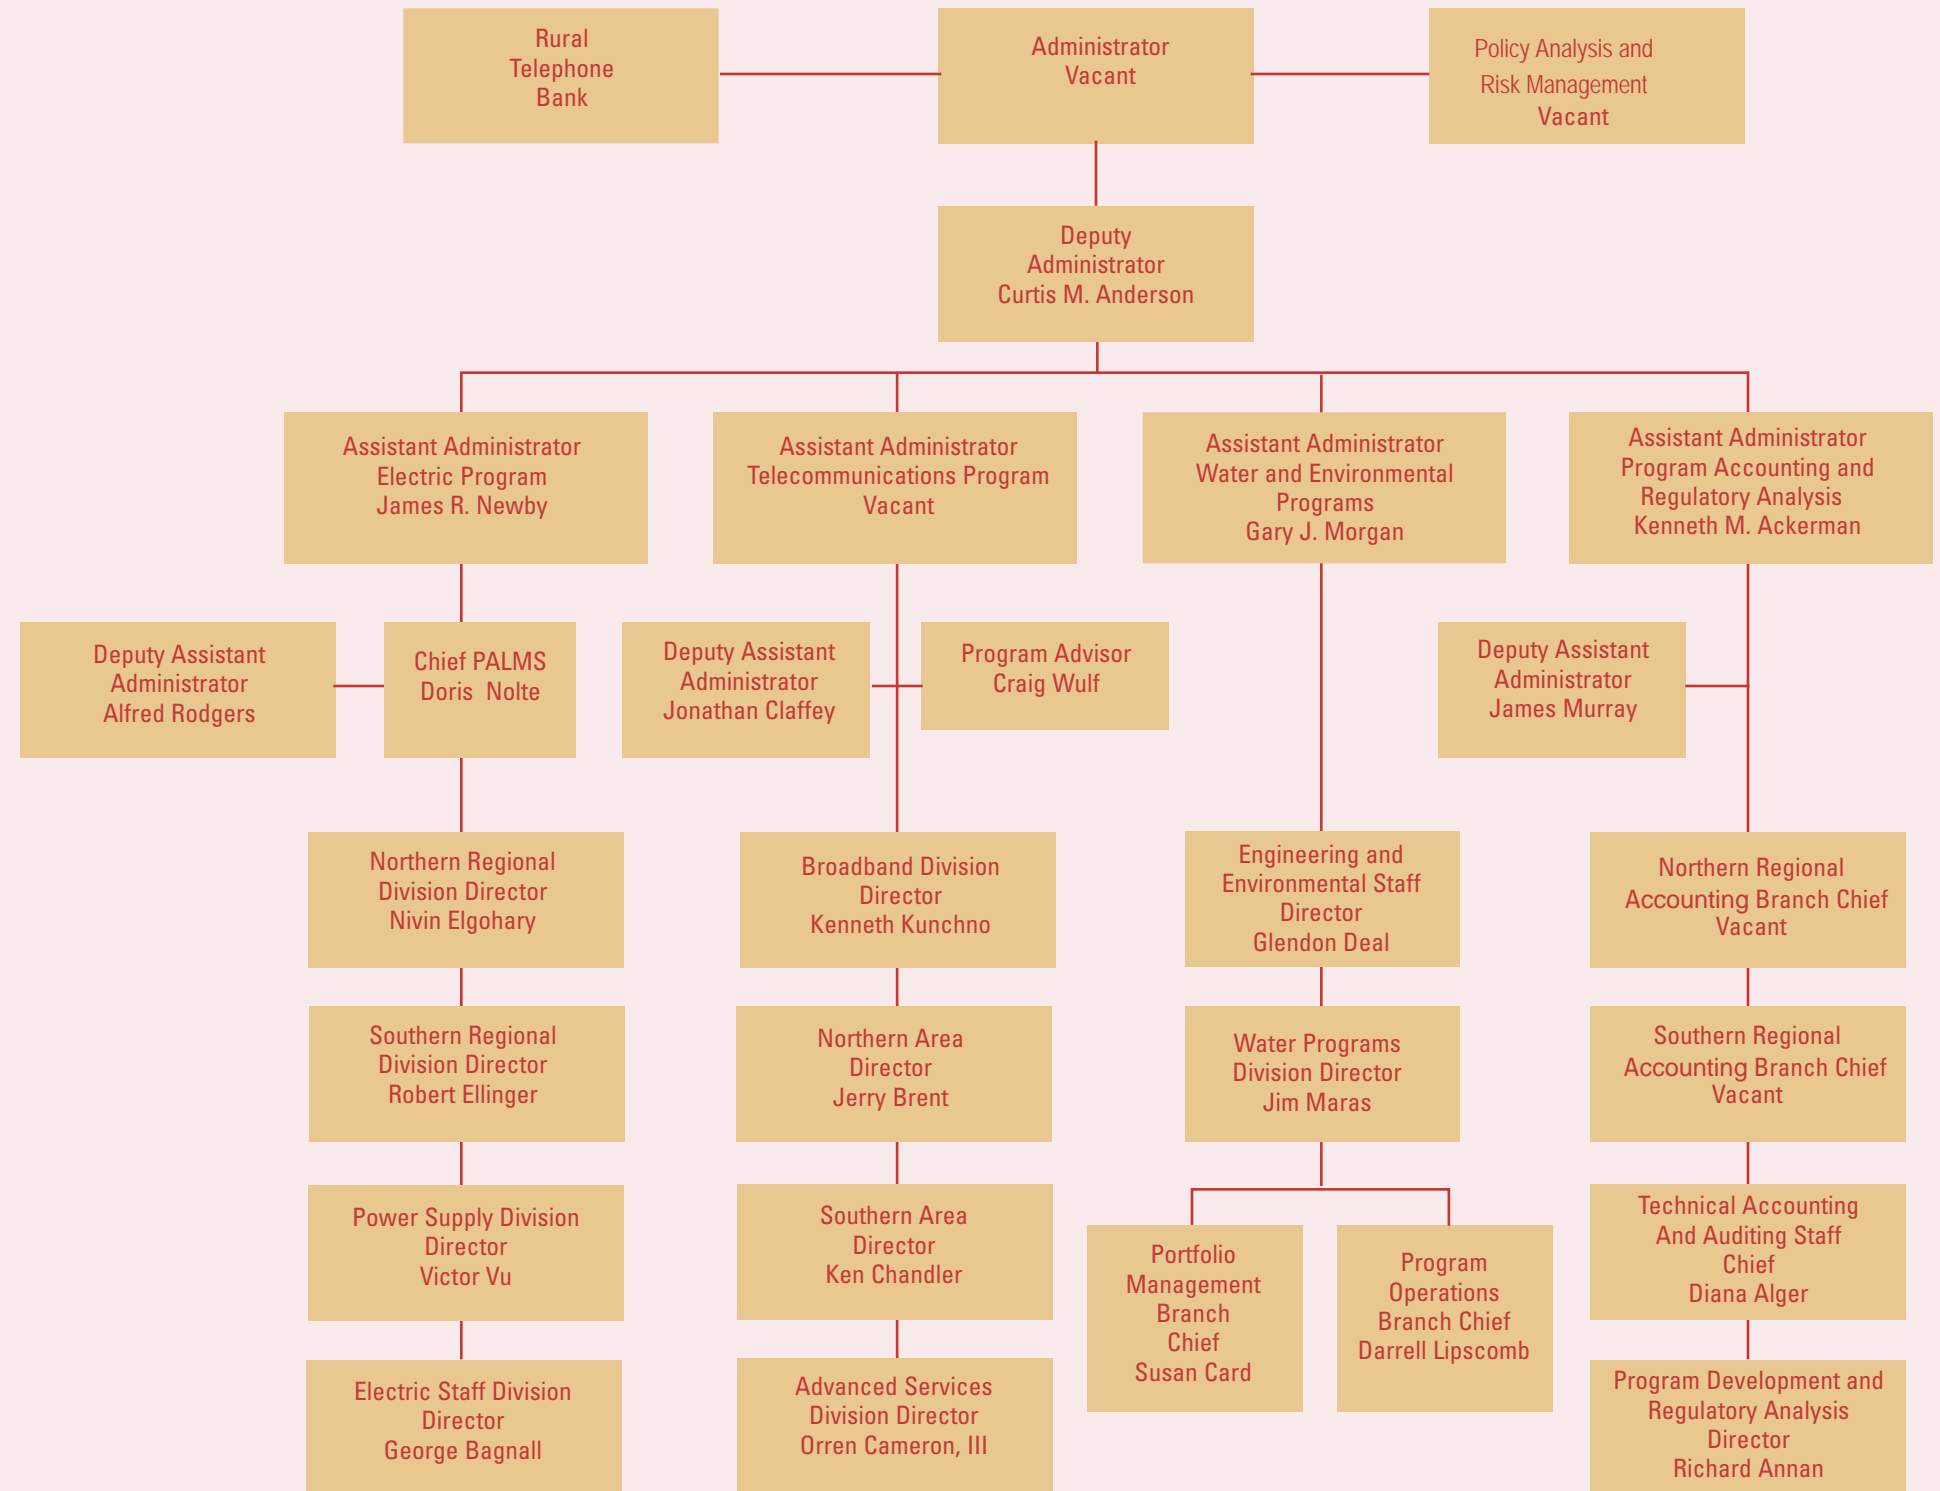 Rural
Telephone
Bank
Administrator
Vacant
Policy Analysis and
Risk Management
Vacant
Deputy
Administrator
Curtis M. Anderson
Assistant Administrator
Electric Program
James R. Newby
Assistant Administrator
Telecommunications Program
Vacant
Assistant Administrator
Water and Environmental
Programs
Gary J. Morgan
Assistant Administrator
Program Accounting and
Regulatory Analysis
Kenneth M. Ackerman
Deputy Assistant
Administrator
Alfred Rodgers
Chief PALMS
Doris Nolte
Deputy Assistant
Administrator
Jonathan Claffey
Program Advisor
Craig Wulf
Deputy Assistant
Administrator
James Murray
Northern Regional
Division Director
Nivin Elgohary
Broadband Division
Director
Kenneth Kunchno
Engineering and
Environmental Staff
Director
Glendon Deal
Northern Regional
Accounting Branch Chief
Vacant
Southern Regional
Division Director
Robert Ellinger
Northern Area
Director
Jerry Brent
Water Programs
Division Director
Jim Maras
Southern Regional
Accounting Branch Chief
Vacant
Power Supply Division
Director
Victor Vu
Southern Area
Director
Ken Chandler
Portfolio
Management
Branch
Chief
Susan Card
Program
Operations
Branch Chief
Darrell Lipscomb
Technical Accounting
And Auditing Staff
Chief
Diana Alger
Electric Staff Division
Director
George Bagnall
Advanced Services
Division Director
Orren Cameron, III
Program Development and
Regulatory Analysis
Director
Richard Annan